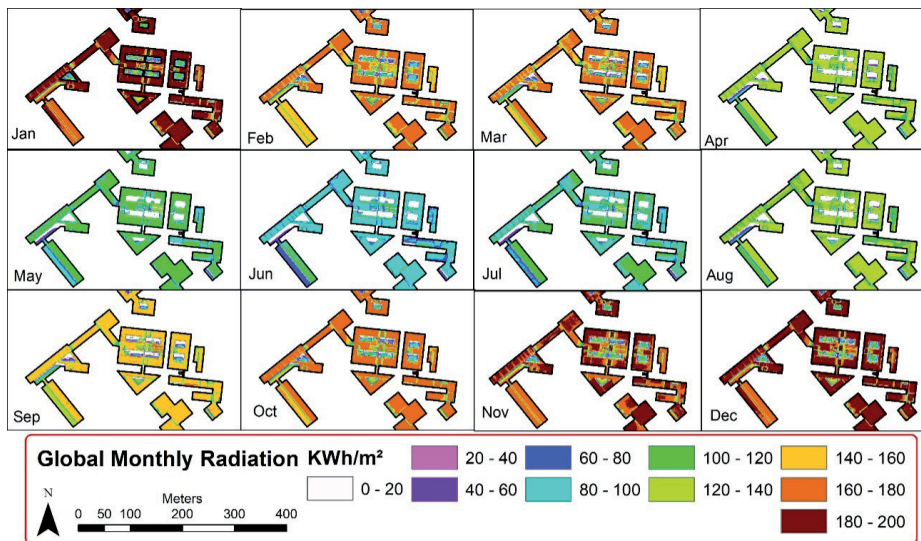 Jan
Feb
Mar
Apr
May
Jun
Jul
Aug
Sep
Oct
Nov
Dec
Global Monthly Radiation KWh/m²
20 - 40
60 - 80
100 - 120
140 - 160
0 - 20
40 - 60
80 - 100
120 - 140
160 - 180
180 - 200
N
Meters
0 50 100 200 300 400